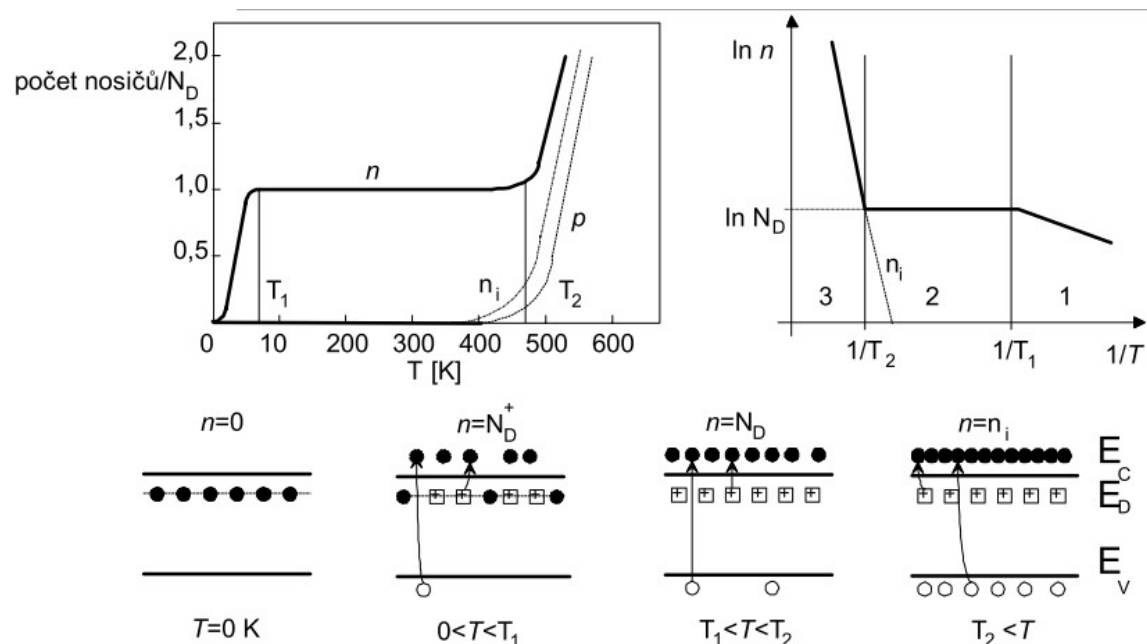 počet nosičů/N_D
2,0
1,5
1,0
0,5
n
p
n_i
T_1
T_2
0 10 200 300 400 500 600
T [K]
ln n
ln N_D
n_i
3 2 1
1/T_2 1/T_1 1/T
n=0 n=N_D^+ n=N_D n=n_i
E_C
E_D
E_V
+ + + +
+ + + + + +
+ + + + + +
T=0 K 0<T<T_1 T_1<T<T_2 T_2<T